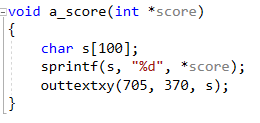 void a_score(int *score)
{
    char s[100];
    sprintf(s, "%d", *score);
    outtextxy(705, 370, s);
}